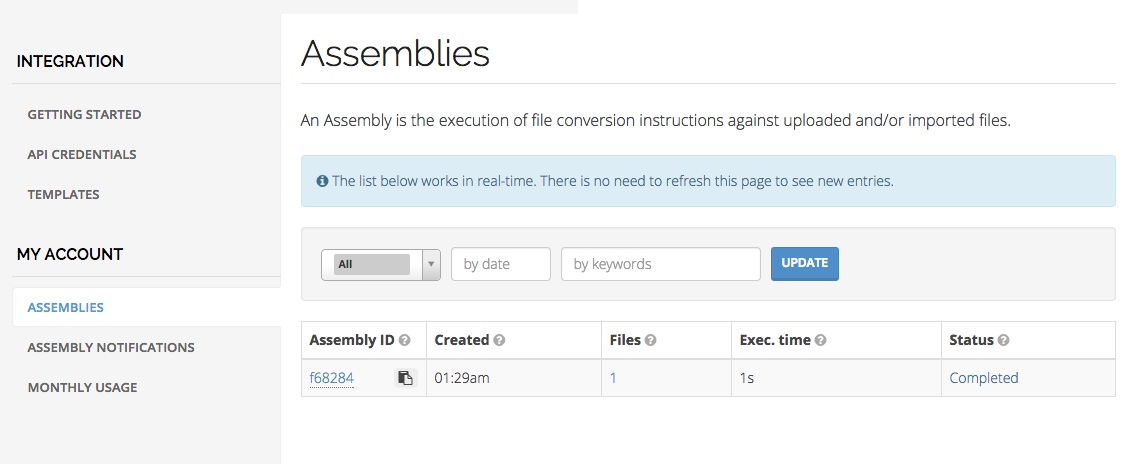 INTEGRATION
GETTING STARTED
API CREDENTIALS
TEMPLATES
MY ACCOUNT
ASSEMBLIES
ASSEMBLY NOTIFICATIONS
MONTHLY USAGE
Assemblies
An Assembly is the execution of file conversion instructions against uploaded and/or imported files.
The list below works in real-time. There is no need to refresh this page to see new entries.
All by date by keywords UPDATE
Assembly ID Created Files Exec. time Status
f68284 01:29am 1 1s Completed